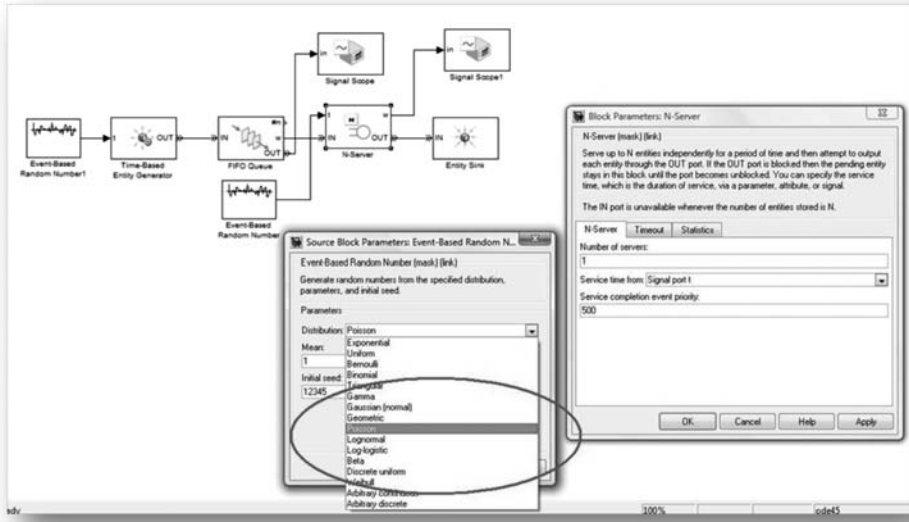 in
Signal Scope
in
Signal Scope1
t OUT
Event-Based
Random Number1
Time-Based
Entity Generator
IN
#n
w
OUT
FIFO Queue
t
IN
w
OUT
N-Server
IN
Entity Sink
Event-Based
Random Number
Block Parameters: N-Server
N-Server (mask) (link)
Serve up to N entities independently for a period of time and then attempt to output
each entity through the OUT port. If the OUT port is blocked then the pending entity
stays in this block until the port becomes unblocked. You can specify the service
time, which is the duration of service, via a parameter, attribute, or signal.
The IN port is unavailable whenever the number of entities stored is N.
N-Server Timeout Statistics
Number of servers:
1
Service time from: Signal port t
Service completion event priority:
500
OK Cancel Help Apply
Source Block Parameters: Event-Based Random N...
Event-Based Random Number (mask) (link)
Generate random numbers from the specified distribution,
parameters, and initial seed.
Parameters
Distribution: Poisson
Mean:
1
Initial seed:
12345
Exponential
Uniform
Bernoulli
Binomial
Triangular
Gamma
Gaussian (normal)
Geometric
Poisson
Lognormal
Log-logistic
Beta
Discrete uniform
Weibull
Arbitrary continuous
Arbitrary discrete
100%
ode45